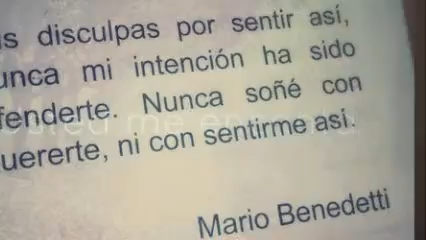 s disculpas por sentir así,
unca mi intención ha sido
fenderte. Nunca soñé con
uererte, ni con sentirme así.
Mario Benedetti